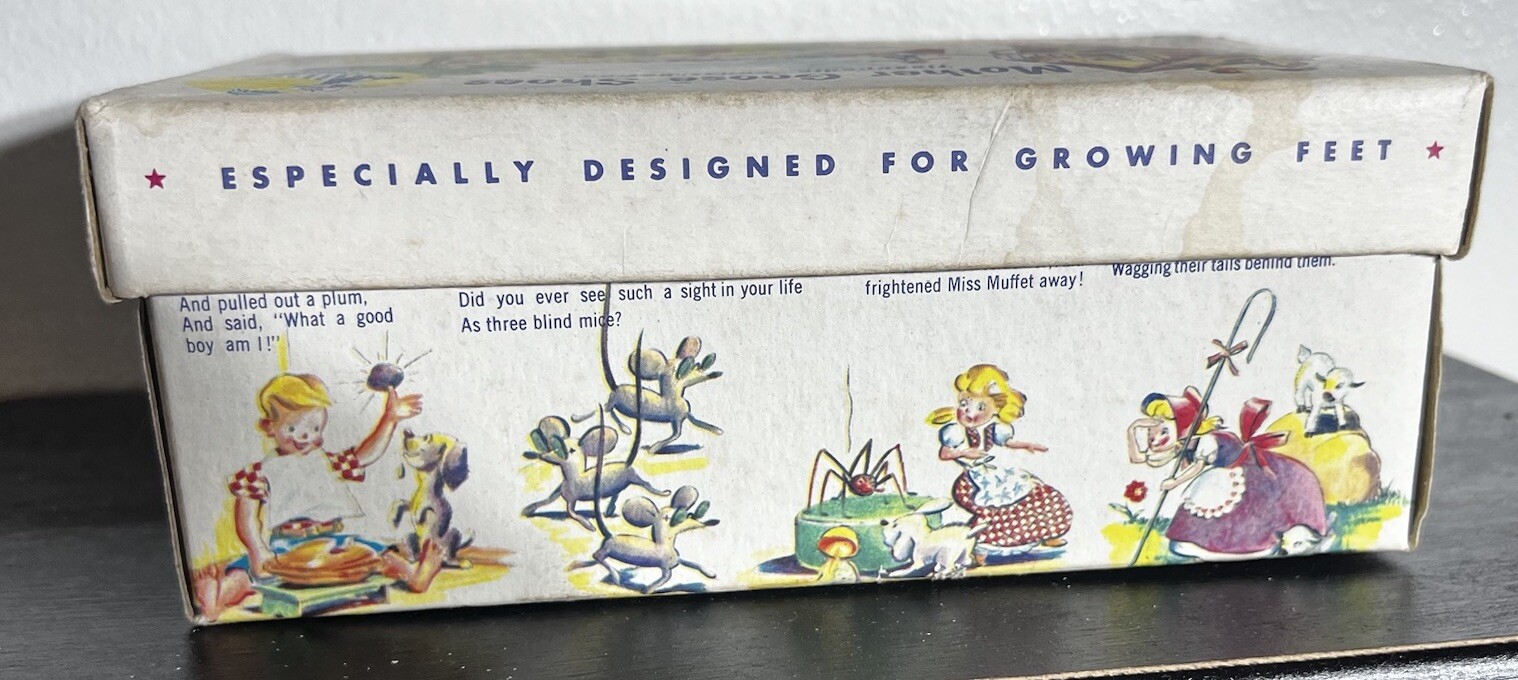 Mother Goose Shoes
★ ESPECIALLY DESIGNED FOR GROWING FEET ★
And pulled out a plum,
And said, "What a good
boy am I!"
Did you ever see such a sight in your life
As three blind mice?
frightened Miss Muffet away!
Wagging their tails behind them.